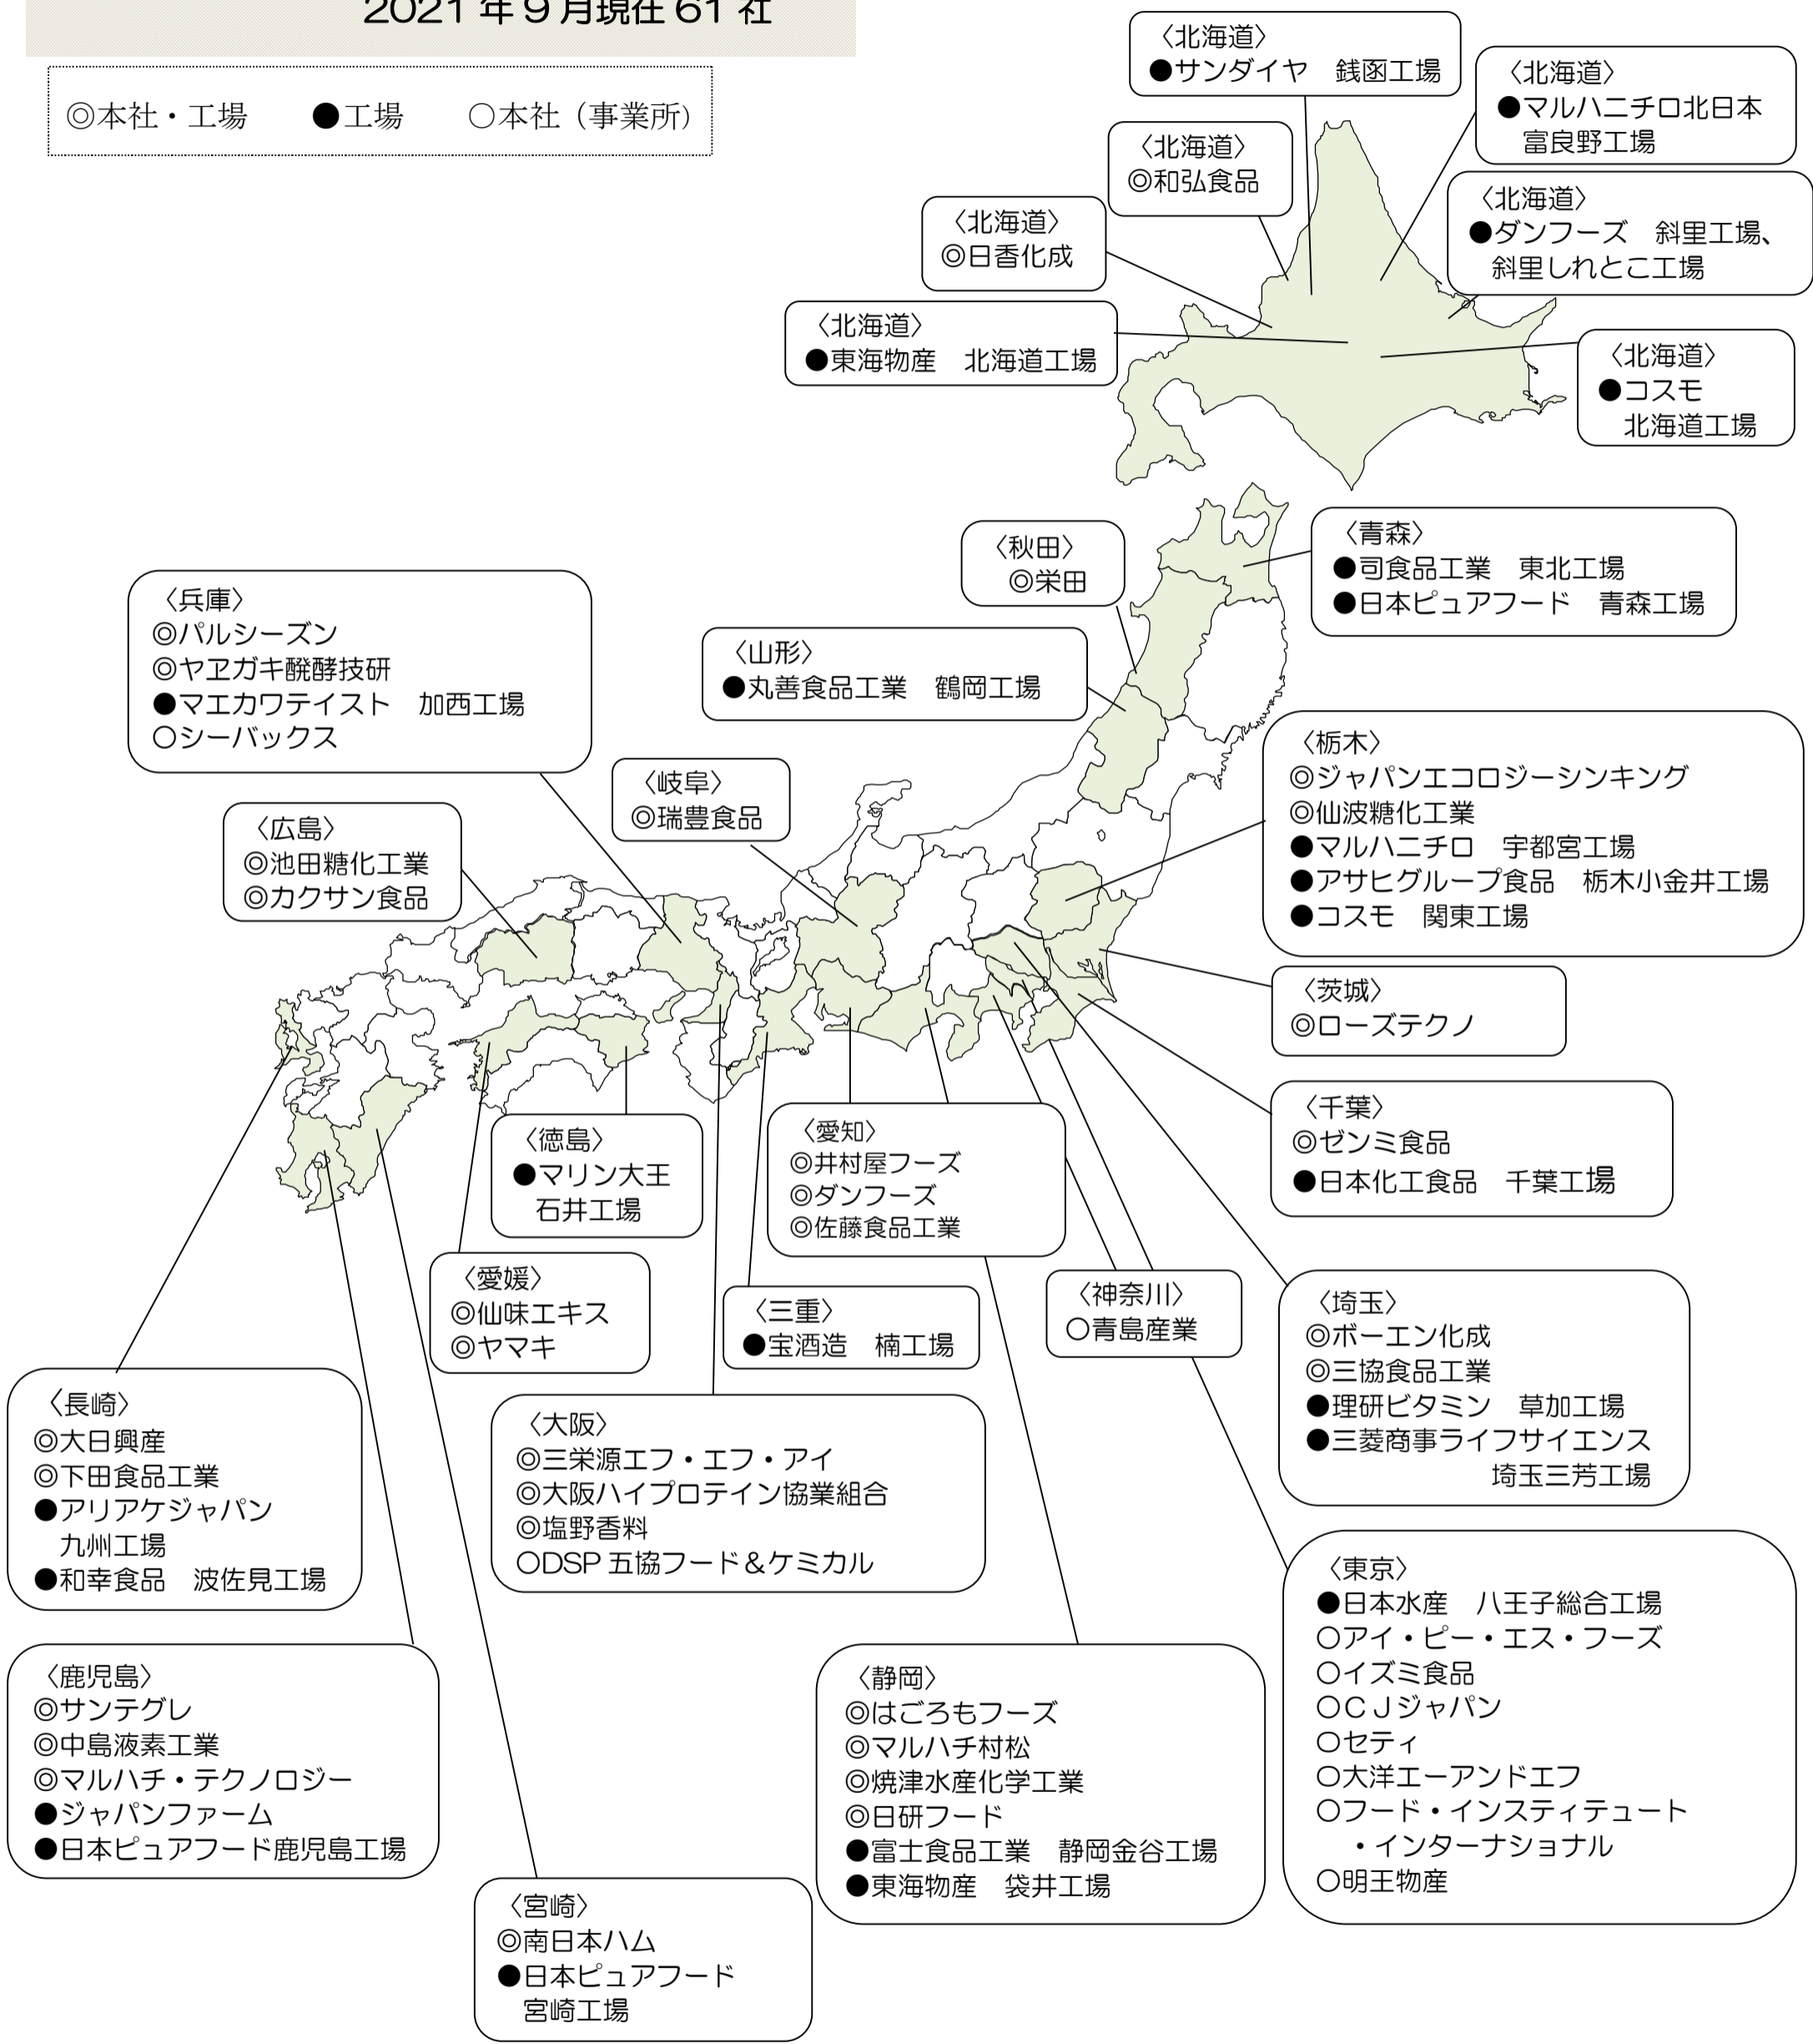 2021 年 9 月現在 61 社
◎本社・工場　●工場　○本社（事業所）
〈北海道〉
●サンダイヤ　銭函工場
〈北海道〉
●マルハニチロ北日本
富良野工場
〈北海道〉
◎和弘食品
〈北海道〉
●ダンフーズ　斜里工場、
斜里しれとこ工場
〈北海道〉
◎日香化成
〈北海道〉
●東海物産　北海道工場
〈北海道〉
●コスモ
北海道工場
〈青森〉
●司食品工業　東北工場
●日本ピュアフード　青森工場
〈秋田〉
◎栄田
〈山形〉
●丸善食品工業　鶴岡工場
〈兵庫〉
◎パルシーズン
◎ヤヱガキ醗酵技研
●マエカワテイスト　加西工場
○シーバックス
〈岐阜〉
◎瑞豊食品
〈広島〉
◎池田糖化工業
◎カクサン食品
〈栃木〉
◎ジャパンエコロジーシンキング
◎仙波糖化工業
●マルハニチロ　宇都宮工場
●アサヒグループ食品　栃木小金井工場
●コスモ　関東工場
〈茨城〉
◎ローズテクノ
〈千葉〉
◎ゼンミ食品
●日本化工食品　千葉工場
〈徳島〉
●マリン大王
石井工場
〈愛知〉
◎井村屋フーズ
◎ダンフーズ
◎佐藤食品工業
〈愛媛〉
◎仙味エキス
◎ヤマキ
〈三重〉
●宝酒造　楠工場
〈神奈川〉
○青島産業
〈埼玉〉
◎ボーエン化成
◎三協食品工業
●理研ビタミン　草加工場
●三菱商事ライフサイエンス
埼玉三芳工場
〈長崎〉
◎大日興産
◎下田食品工業
●アリアケジャパン
九州工場
●和幸食品　波佐見工場
〈大阪〉
◎三栄源エフ・エフ・アイ
◎大阪ハイプロテイン協業組合
◎塩野香料
○DSP 五協フード＆ケミカル
〈東京〉
●日本水産　八王子総合工場
○アイ・ピー・エス・フーズ
○イズミ食品
○ＣＪジャパン
○セティ
○大洋エーアンドエフ
○フード・インスティテュート
・インターナショナル
○明王物産
〈鹿児島〉
◎サンテグレ
◎中島液素工業
◎マルハチ・テクノロジー
●ジャパンファーム
●日本ピュアフード鹿児島工場
〈静岡〉
◎はごろもフーズ
◎マルハチ村松
◎焼津水産化学工業
◎日研フード
●富士食品工業　静岡金谷工場
●東海物産　袋井工場
〈宮崎〉
◎南日本ハム
●日本ピュアフード
宮崎工場